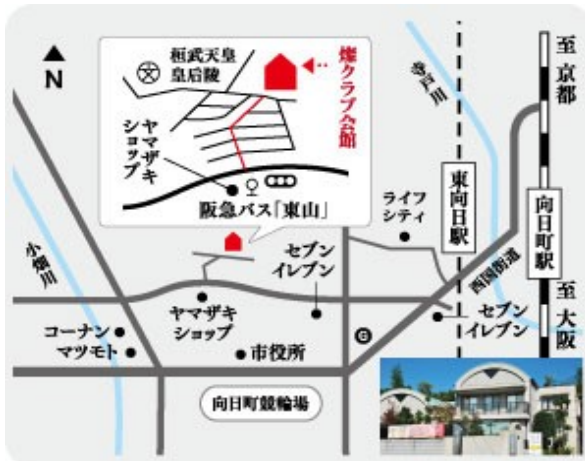 N
桓武天皇
皇后陵
燦クラブ会館
ヤマザキ
ショップ
阪急バス「東山」
寺戸川
至 京都
東向日駅
向日町駅
ライフ
シティ
西国街道
小畑川
セブン
イレブン
ヤマザキ
ショップ
セブン
イレブン
至 大阪
コーナン
マツモト
市役所
G
向日町競輪場